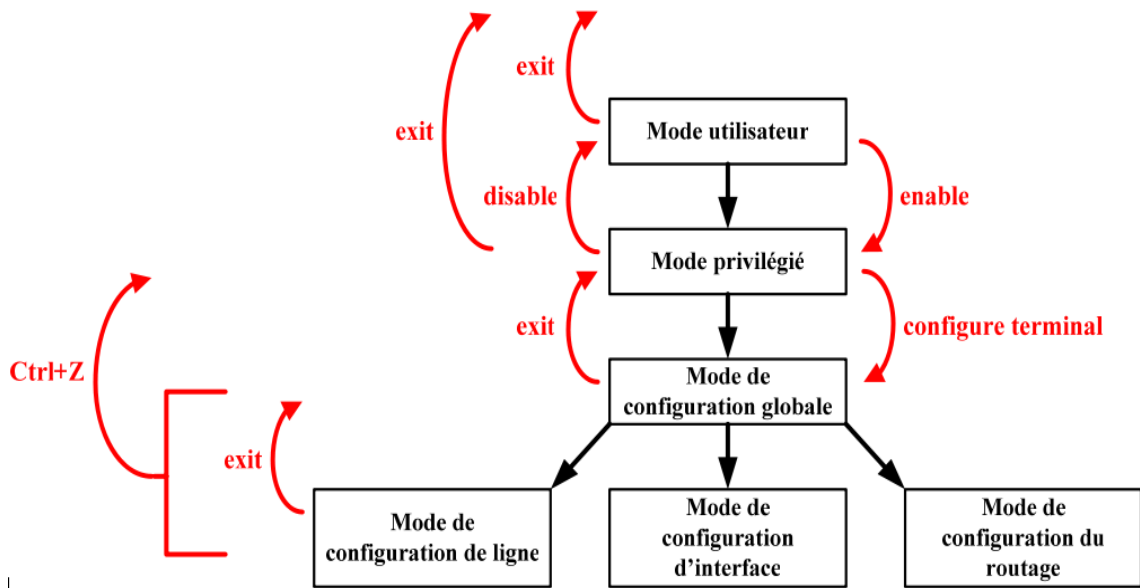 exit
Mode utilisateur
exit
disable
enable
Mode privilégié
exit
configure terminal
Ctrl+Z
Mode de
configuration globale
exit
Mode de
configuration de ligne
Mode de
configuration
d’interface
Mode de
configuration du
routage